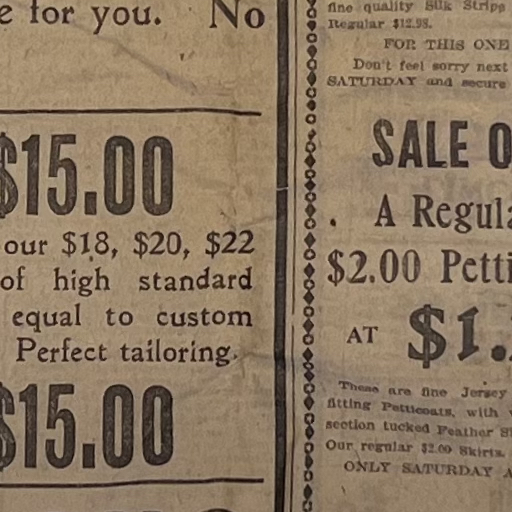 e for you. No
$15.00
our $18, $20, $22
of high standard
equal to custom
Perfect tailoring.
$15.00
fine quality Silk Stripe
Regular $12.98.
FOR THIS ONE
Don't feel sorry next
SATURDAY and secure
SALE O
A Regula
$2.00 Petti
AT $1.
These are fine Jersey
fitting Petticoats, with
section tucked Feather Si
Our regular $2.00 Skirts.
ONLY SATURDAY A